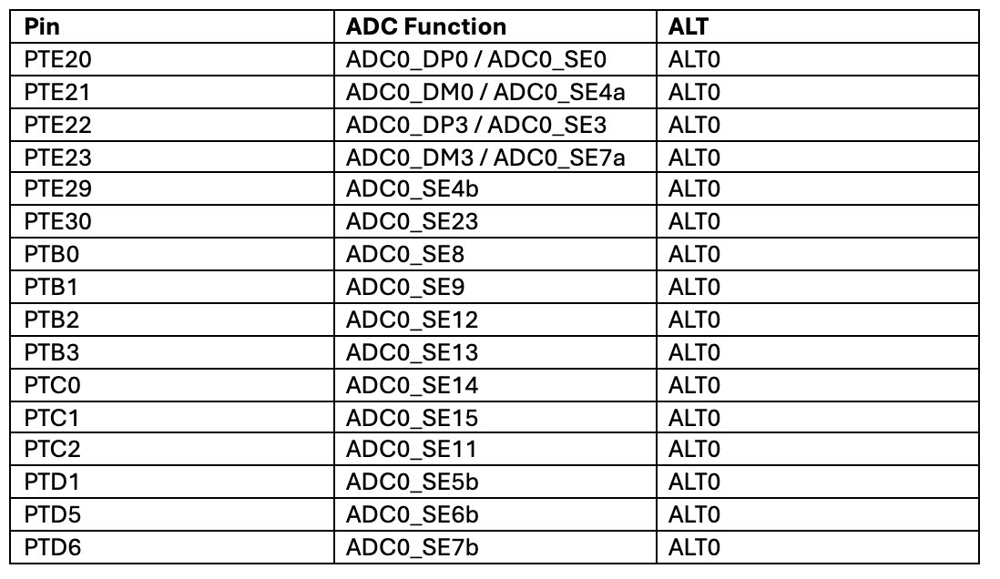 Pin ADC Function ALT
PTE20 ADC0_DP0 / ADC0_SE0 ALT0
PTE21 ADC0_DM0 / ADC0_SE4a ALT0
PTE22 ADC0_DP3 / ADC0_SE3 ALT0
PTE23 ADC0_DM3 / ADC0_SE7a ALT0
PTE29 ADC0_SE4b ALT0
PTE30 ADC0_SE23 ALT0
PTB0 ADC0_SE8 ALT0
PTB1 ADC0_SE9 ALT0
PTB2 ADC0_SE12 ALT0
PTB3 ADC0_SE13 ALT0
PTC0 ADC0_SE14 ALT0
PTC1 ADC0_SE15 ALT0
PTC2 ADC0_SE11 ALT0
PTD1 ADC0_SE5b ALT0
PTD5 ADC0_SE6b ALT0
PTD6 ADC0_SE7b ALT0